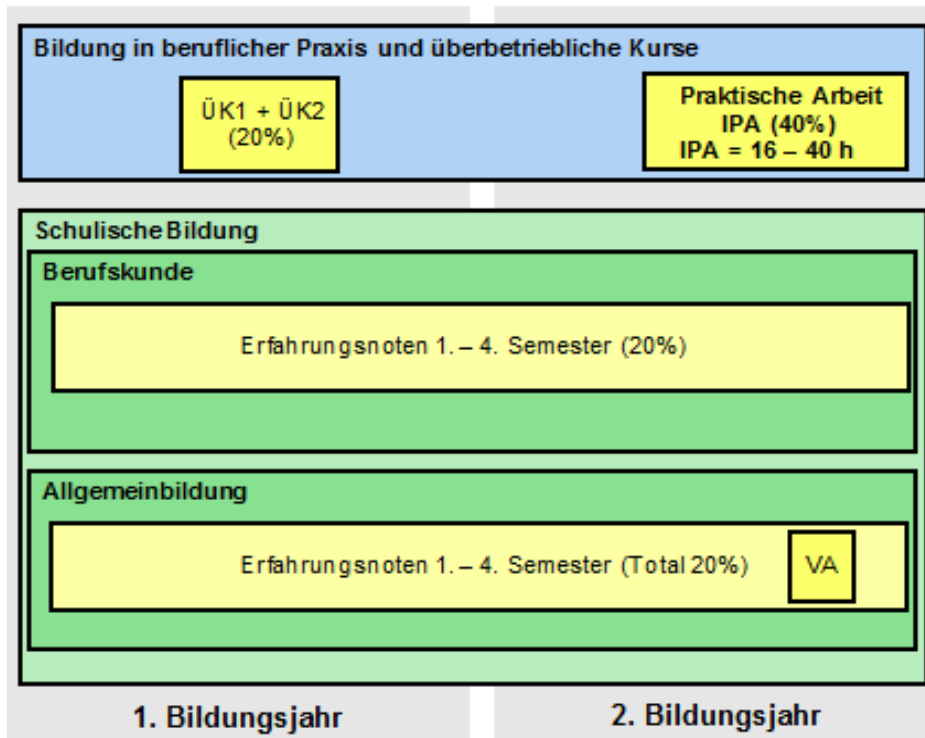 Bildung in beruflicher Praxis und überbetriebliche Kurse
ÜK1 + ÜK2
(20%)
Praktische Arbeit
IPA (40%)
IPA = 16 – 40 h
Schulische Bildung
Berufskunde
Erfahrungsnoten 1. – 4. Semester (20%)
Allgemeinbildung
Erfahrungsnoten 1. – 4. Semester (Total 20%)
VA
1. Bildungsjahr
2. Bildungsjahr